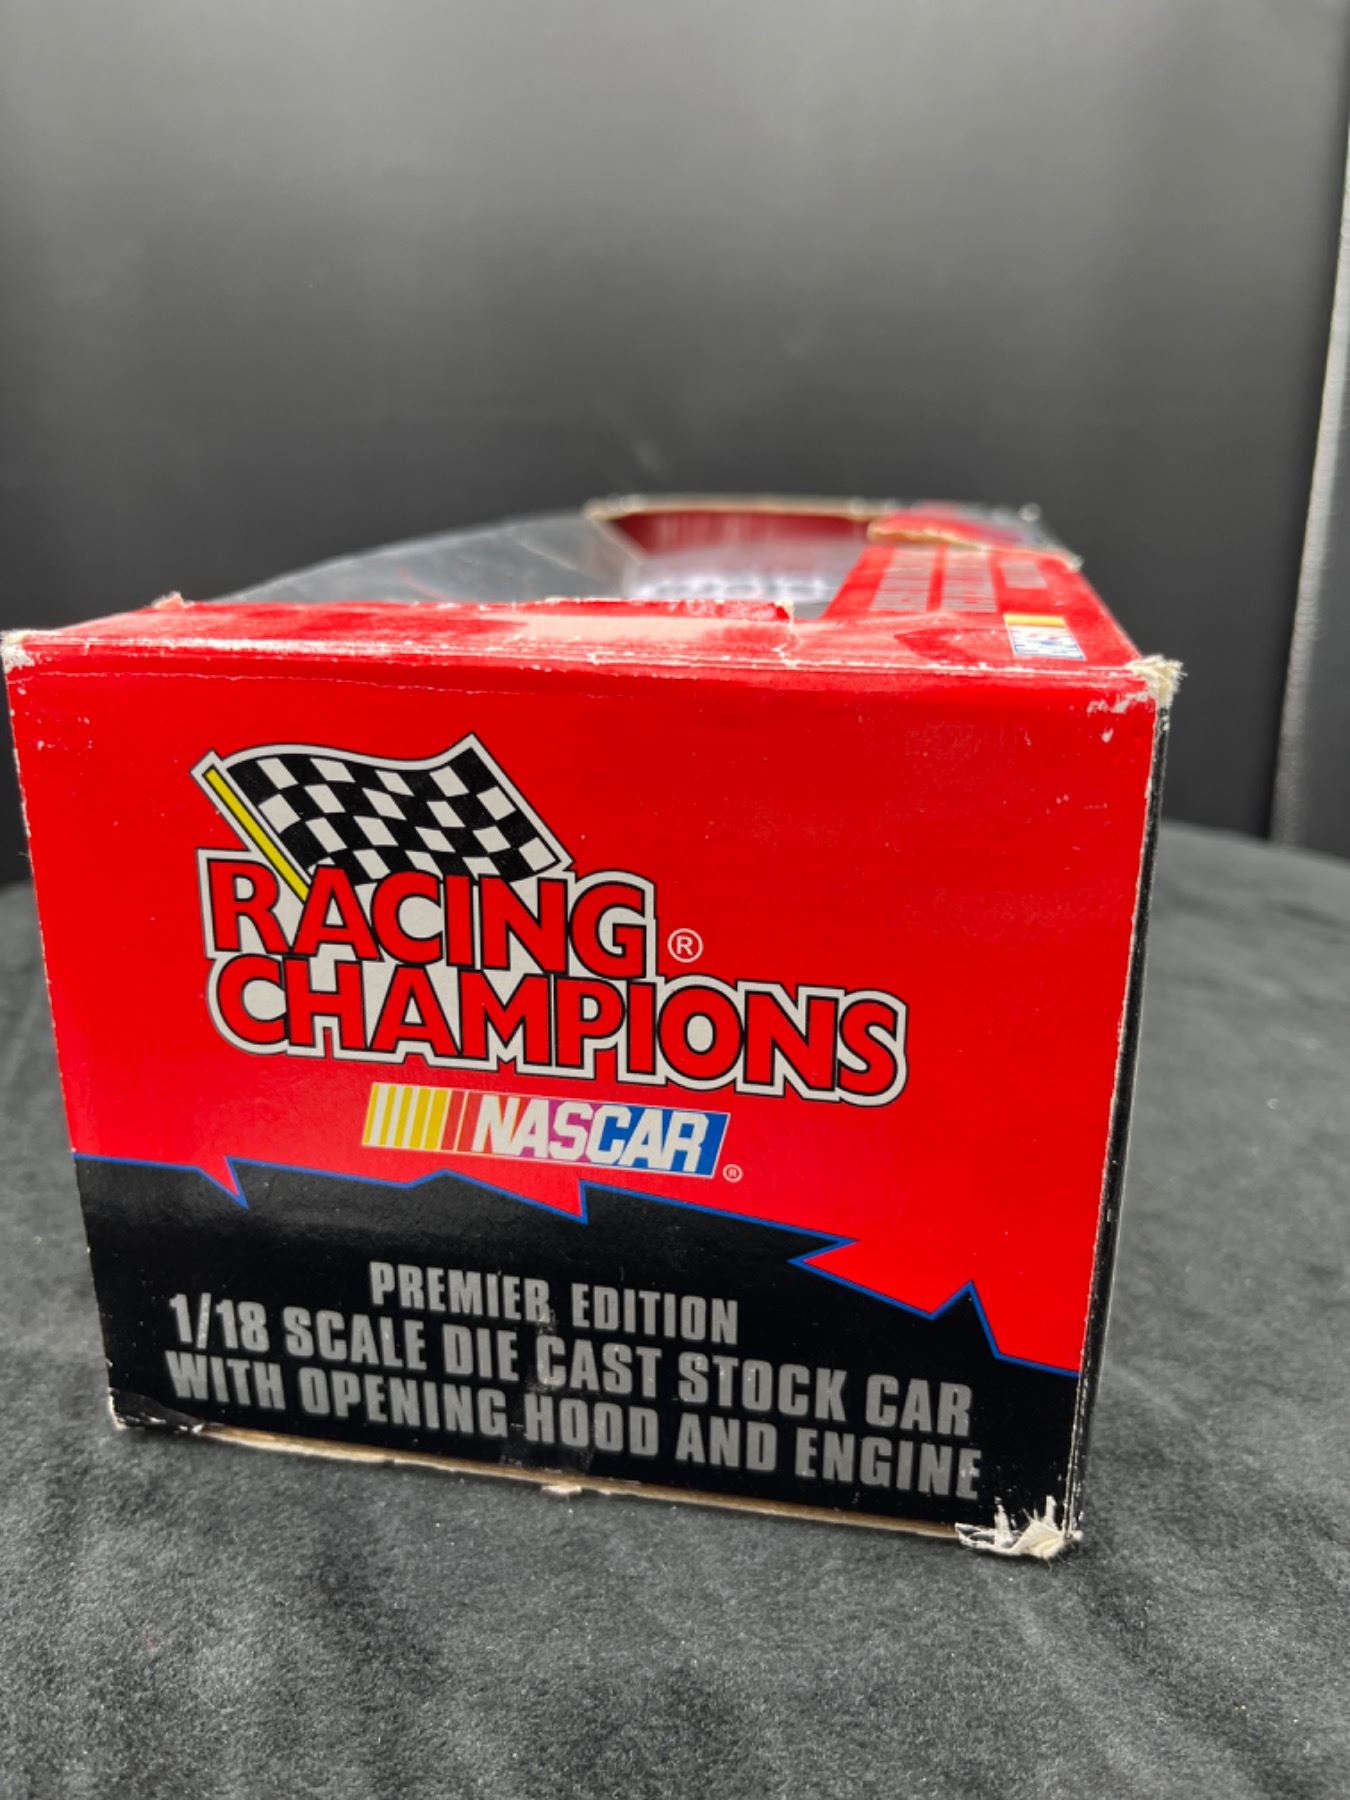 RACING ®
CHAMPIONS
NASCAR ®
PREMIER EDITION
1/18 SCALE DIE CAST STOCK CAR
WITH OPENING HOOD AND ENGINE